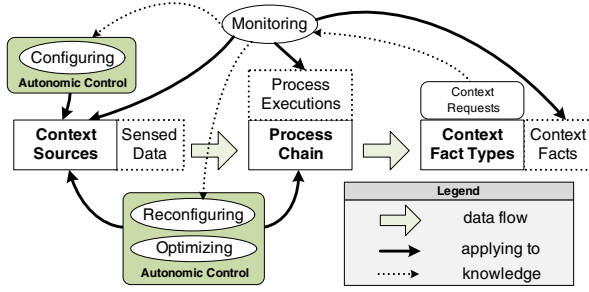 Monitoring
Configuring
Autonomic Control
Process
Executions
Context
Requests
Context
Sources
Sensed
Data
Process
Chain
Context
Fact Types
Context
Facts
Reconfiguring
Optimizing
Autonomic Control
Legend
data flow
applying to
knowledge